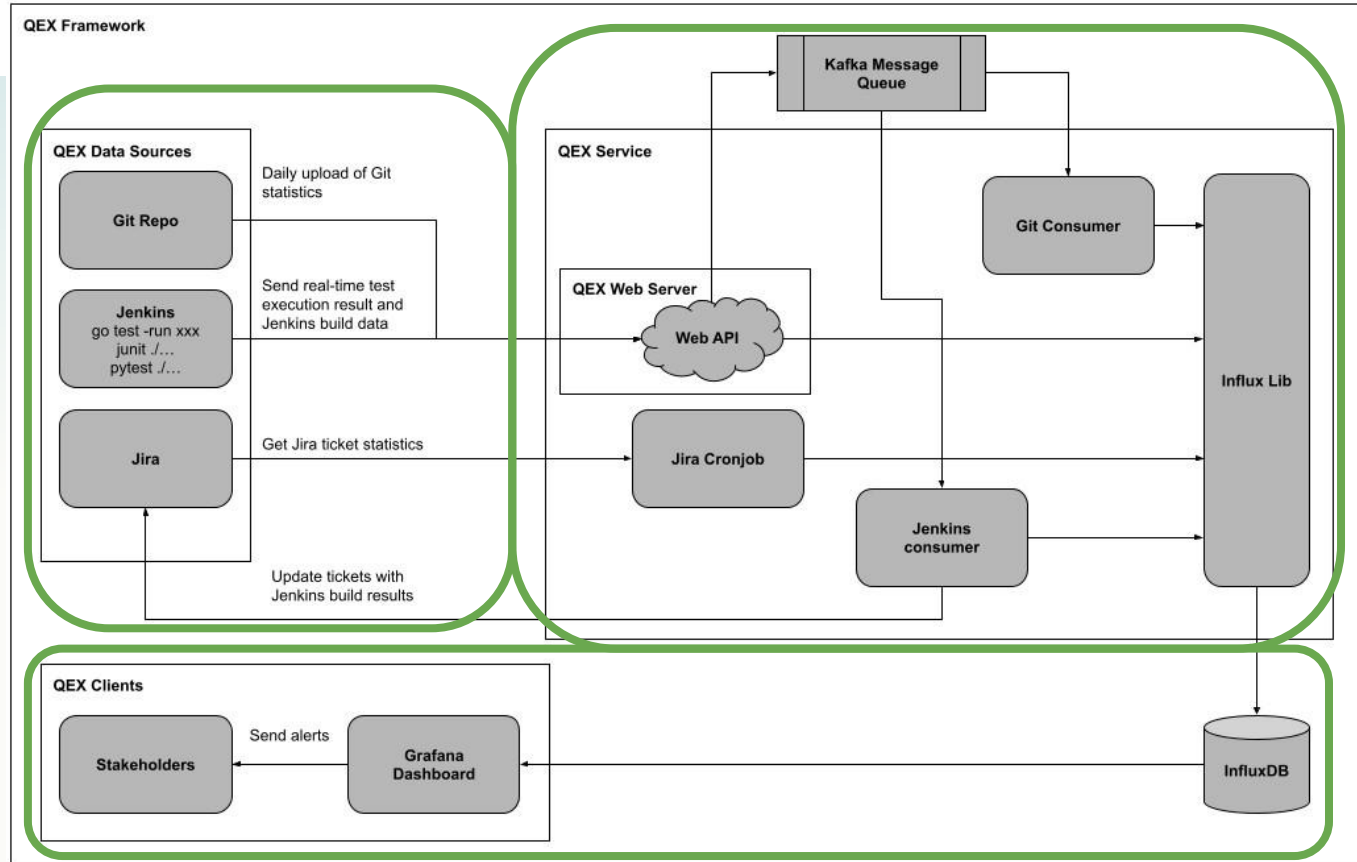 QEX Framework
Kafka Message
Queue
QEX Data Sources
Git Repo
Daily upload of Git
statistics
Jenkins
go test -run xxx
junit ./…
pytest ./…
Send real-time test
execution result and
Jenkins build data
Jira
Get Jira ticket statistics
Update tickets with
Jenkins build results
QEX Service
Git Consumer
QEX Web Server
Web API
Influx Lib
Jira Cronjob
Jenkins
consumer
QEX Clients
Stakeholders
Send alerts
Grafana
Dashboard
InfluxDB